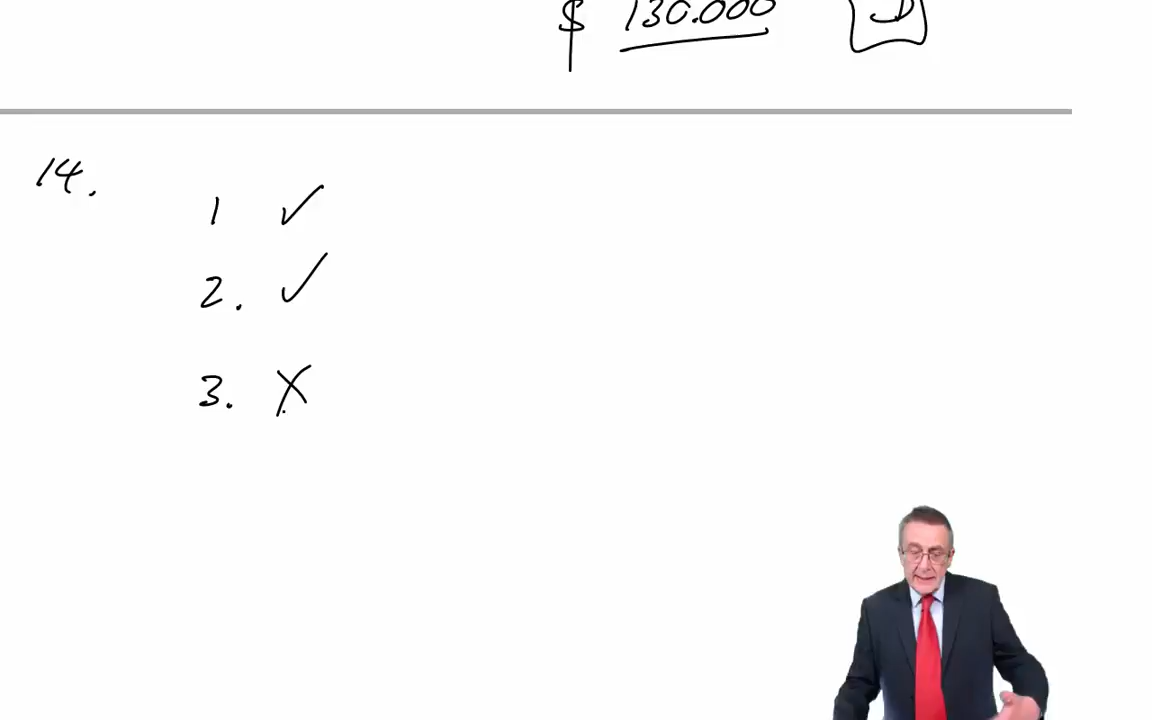 $ 130.000 D
14.
1 ✓
2. ✓
3. X